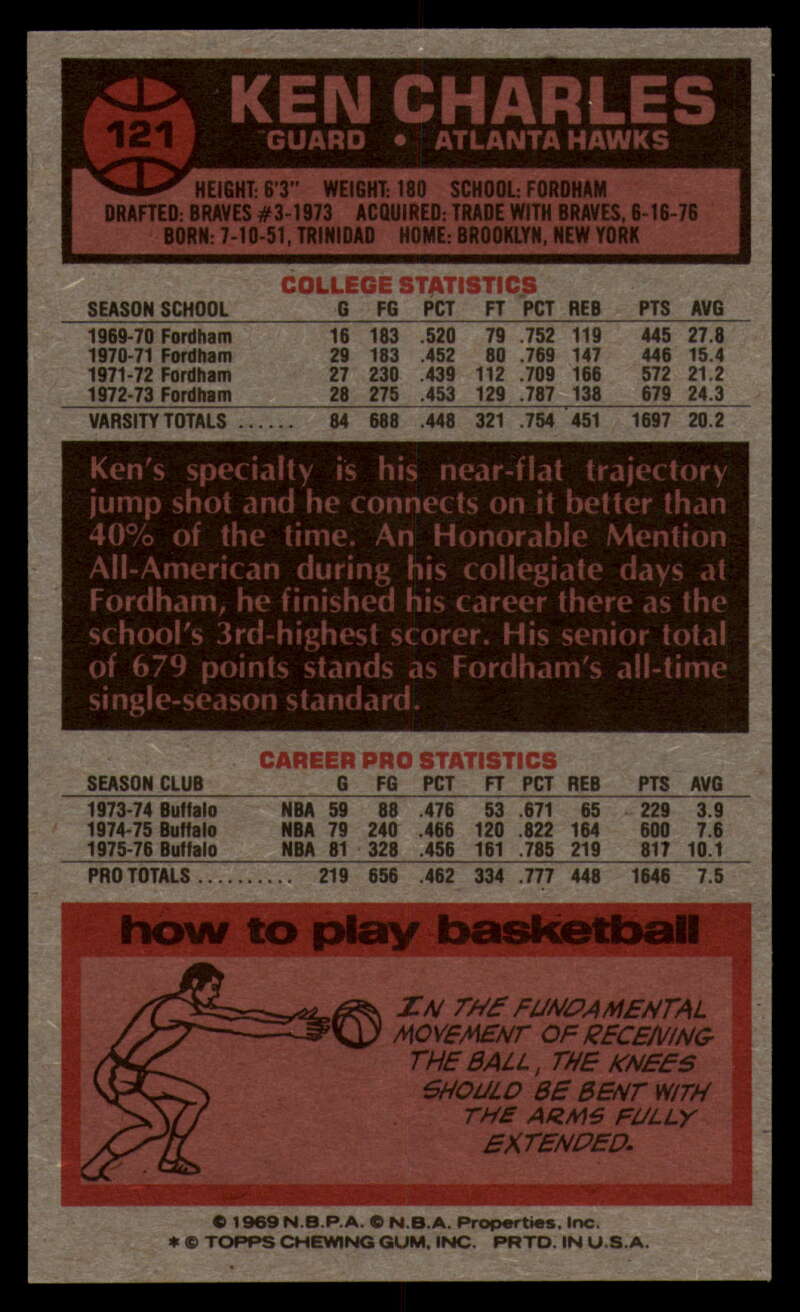 121
KEN CHARLES
GUARD • ATLANTA HAWKS
HEIGHT: 6'3" WEIGHT: 180 SCHOOL: FORDHAM
DRAFTED: BRAVES #3-1973 ACQUIRED: TRADE WITH BRAVES, 6-16-76
BORN: 7-10-51, TRINIDAD HOME: BROOKLYN, NEW YORK
COLLEGE STATISTICS
SEASON SCHOOL G FG PCT FT PCT REB PTS AVG
1969-70 Fordham 16 183 .520 79 .752 119 445 27.8
1970-71 Fordham 29 183 .452 80 .769 147 446 15.4
1971-72 Fordham 27 230 .439 112 .709 166 572 21.2
1972-73 Fordham 28 275 .453 129 .787 138 679 24.3
VARSITY TOTALS ...... 84 688 .448 321 .754 451 1697 20.2
Ken's specialty is his near-flat trajectory
jump shot and he connects on it better than
40% of the time. An Honorable Mention
All-American during his collegiate days at
Fordham, he finished his career there as the
school's 3rd-highest scorer. His senior total
of 679 points stands as Fordham's all-time
single-season standard.
CAREER PRO STATISTICS
SEASON CLUB G FG PCT FT PCT REB PTS AVG
1973-74 Buffalo NBA 59 88 .476 53 .671 65 229 3.9
1974-75 Buffalo NBA 79 240 .466 120 .822 164 600 7.6
1975-76 Buffalo NBA 81 328 .456 161 .785 219 817 10.1
PRO TOTALS .......... 219 656 .462 334 .777 448 1646 7.5
how to play basketball
IN THE FUNDAMENTAL
MOVEMENT OF RECEIVING
THE BALL, THE KNEES
SHOULD BE BENT WITH
THE ARMS FULLY
EXTENDED.
© 1969 N.B.P.A. © N.B.A. Properties, Inc.
* © TOPPS CHEWING GUM, INC. PRTD. IN U.S.A.